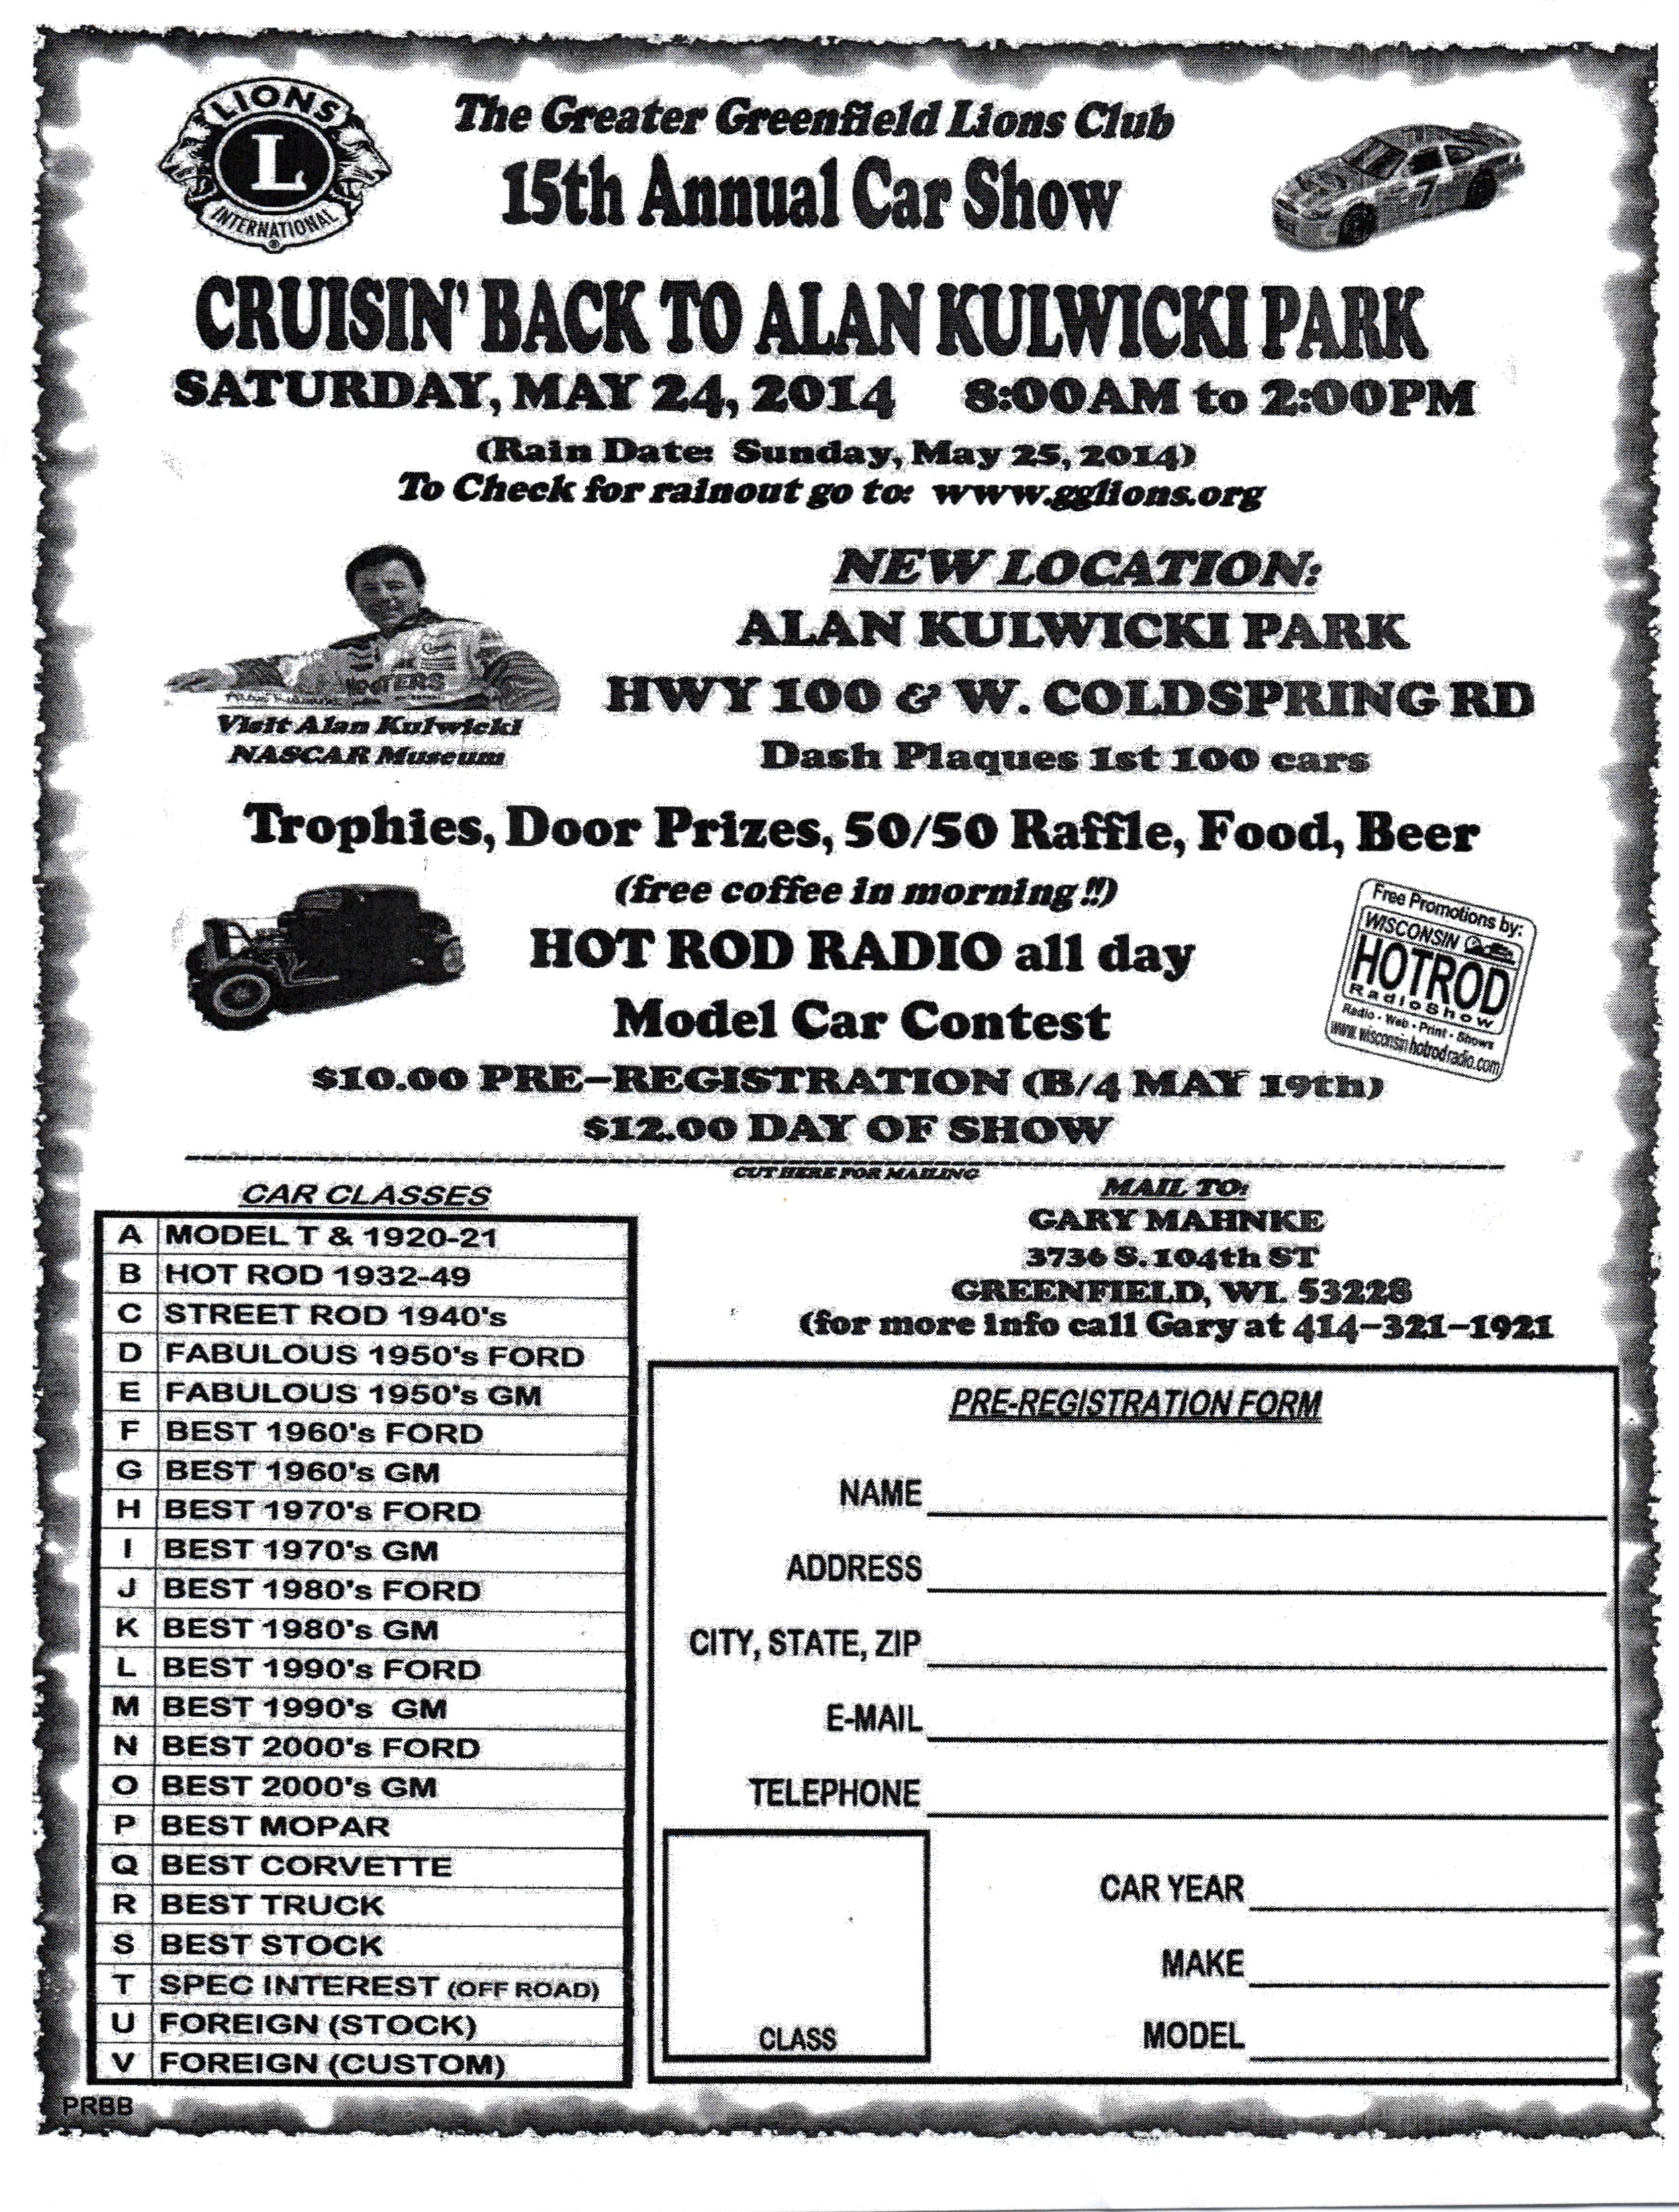 LIONS
L
INTERNATIONAL
®
The Greater Greenfield Lions Club
15th Annual Car Show
7
CRUISIN' BACK TO ALAN KULWICKI PARK
SATURDAY, MAY 24, 2014 8:00AM to 2:00PM
(Rain Date: Sunday, May 25, 2014)
To Check for rainout go to: www.gglions.org
HOOTERS
Visit Alan Kulwicki
NASCAR Museum
NEW LOCATION:
ALAN KULWICKI PARK
HWY 100 & W. COLDSPRING RD
Dash Plaques 1st 100 cars
Trophies, Door Prizes, 50/50 Raffle, Food, Beer
(free coffee in morning!!)
HOT ROD RADIO all day
Model Car Contest
Free Promotions by:
WISCONSIN
HOTROD
RadioShow
Radio • Web • Print • Shows
www.wisconsinhotrodradio.com
$10.00 PRE-REGISTRATION (B/4 MAY 19th)
$12.00 DAY OF SHOW
CUT HERE FOR MAILING
CAR CLASSES
A MODEL T & 1920-21
B HOT ROD 1932-49
C STREET ROD 1940's
D FABULOUS 1950's FORD
E FABULOUS 1950's GM
F BEST 1960's FORD
G BEST 1960's GM
H BEST 1970's FORD
I BEST 1970's GM
J BEST 1980's FORD
K BEST 1980's GM
L BEST 1990's FORD
M BEST 1990's GM
N BEST 2000's FORD
O BEST 2000's GM
P BEST MOPAR
Q BEST CORVETTE
R BEST TRUCK
S BEST STOCK
T SPEC INTEREST (OFF ROAD)
U FOREIGN (STOCK)
V FOREIGN (CUSTOM)
MAIL TO:
GARY MAHNKE
3736 S. 104th ST
GREENFIELD, WI. 53228
(for more info call Gary at 414-321-1921
PRE-REGISTRATION FORM
NAME
ADDRESS
CITY, STATE, ZIP
E-MAIL
TELEPHONE
CLASS
CAR YEAR
MAKE
MODEL
PRBB